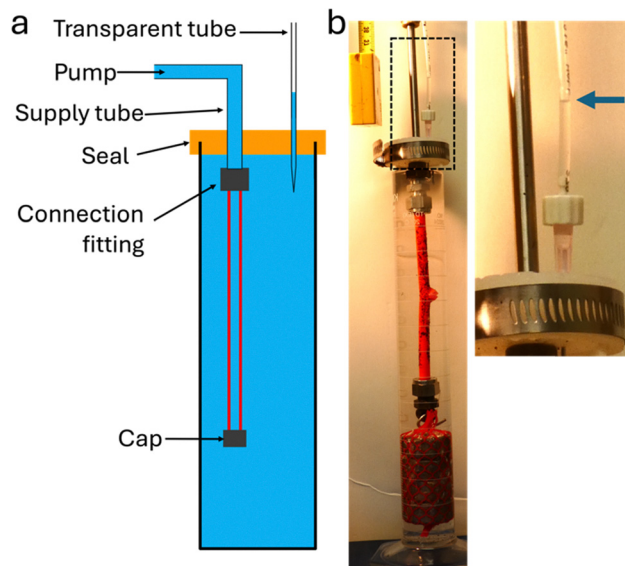 a
Transparent tube
Pump
Supply tube
Seal
Connection
fitting
Cap
b